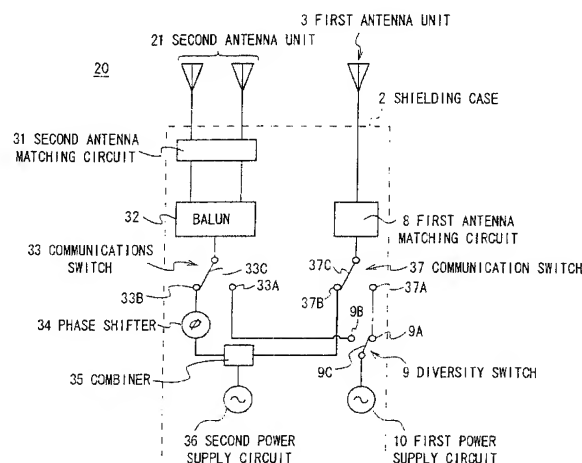 3 FIRST ANTENNA UNIT
21 SECOND ANTENNA UNIT
20
2 SHIELDING CASE
31 SECOND ANTENNA
MATCHING CIRCUIT
32
BALUN
8 FIRST ANTENNA
MATCHING CIRCUIT
33 COMMUNICATIONS
SWITCH
33C
37C
37 COMMUNICATION SWITCH
33B
33A
37B
37A
34 PHASE SHIFTER
Φ
9B
9A
35 COMBINER
9C
9 DIVERSITY SWITCH
36 SECOND POWER
SUPPLY CIRCUIT
10 FIRST POWER
SUPPLY CIRCUIT